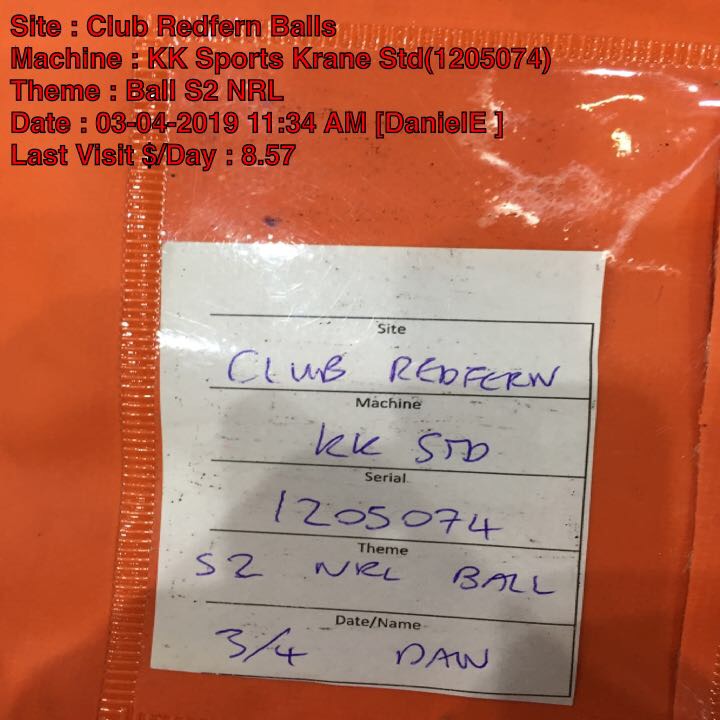 Site : Club Redfern Balls
Machine : KK Sports Krane Std(1205074)
Theme : Ball S2 NRL
Date : 03-04-2019 11:34 AM [DanielE ]
Last Visit $/Day : 8.57
Site
CLUB REDFERN
Machine
KK STD
Serial
1205074
Theme
S2 NRL BALL
Date/Name
3/4 DAN